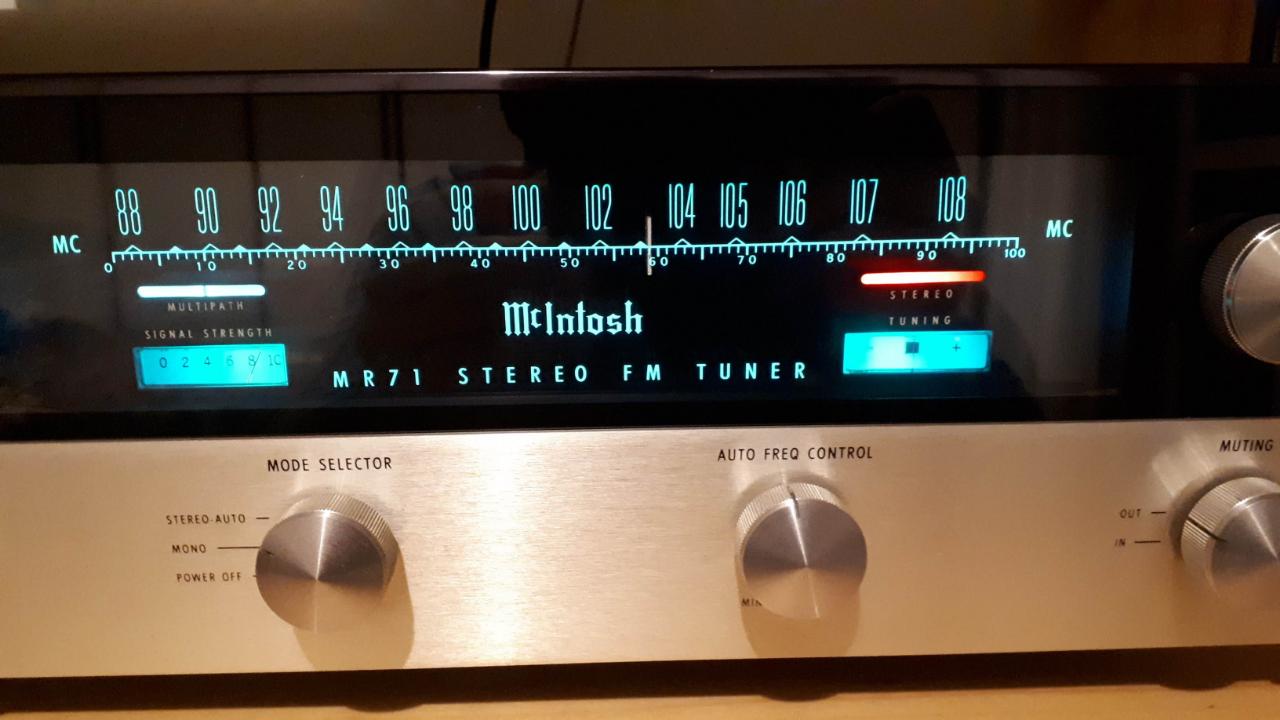 88 90 92 94 96 98 100 102 104 105 106 107 108
MC MC
0 10 20 30 40 50 60 70 80 90 100
MULTIPATH
STEREO
SIGNAL STRENGTH
TUNING
0 2 4 6 8 10
+
McIntosh
MR71 STEREO FM TUNER
MODE SELECTOR
STEREO-AUTO
MONO
POWER OFF
AUTO FREQ CONTROL
MIN
MUTING
OUT
IN